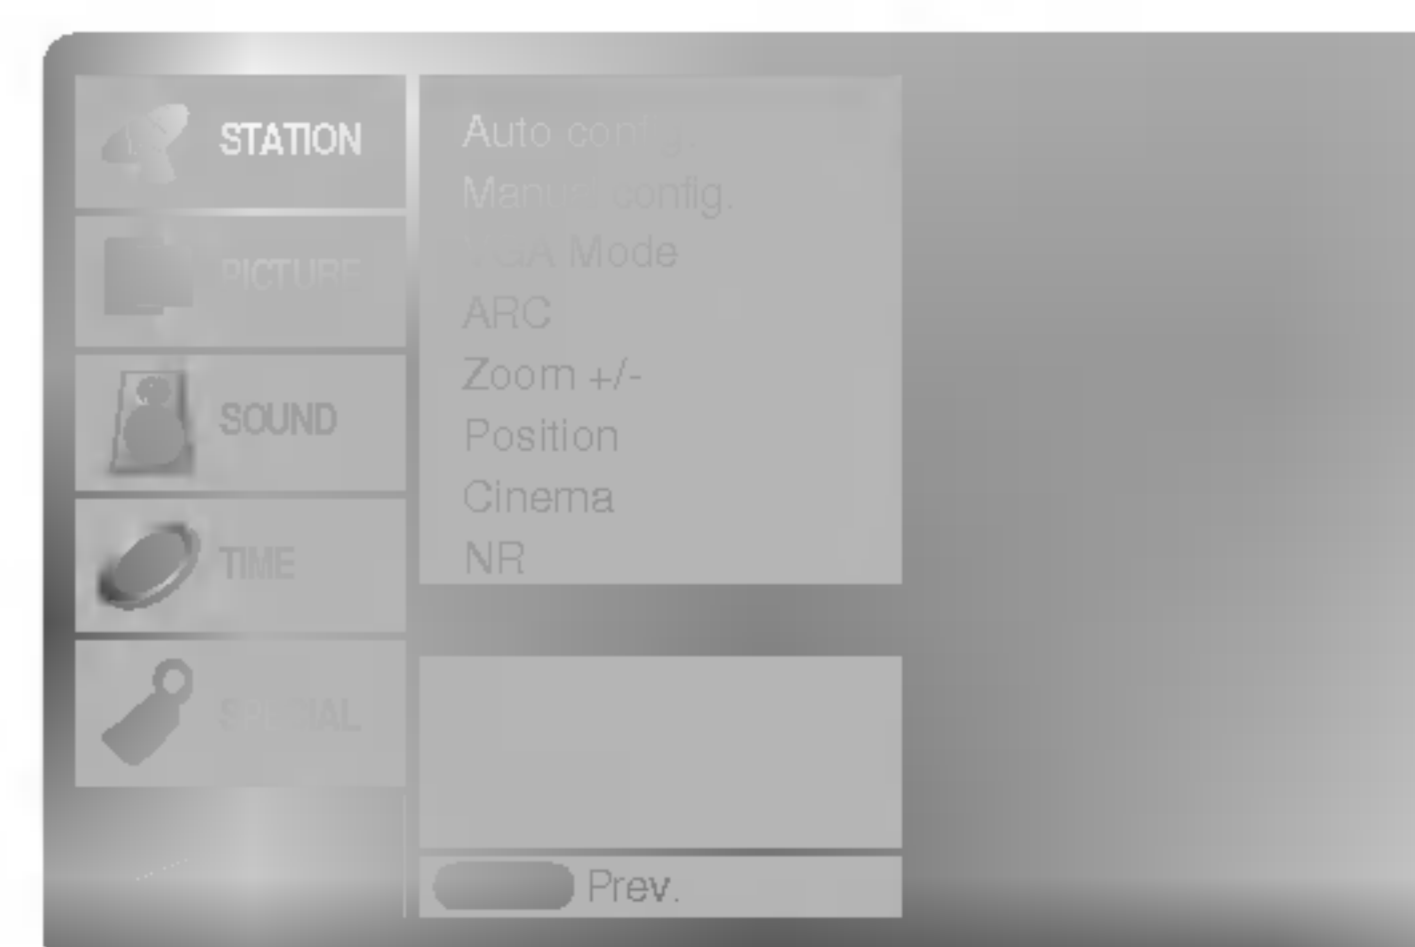 STATION
PICTURE
SOUND
TIME
SPECIAL
Auto config.
Manual config.
VGA Mode
ARC
Zoom +/-
Position
Cinema
NR
Prev.